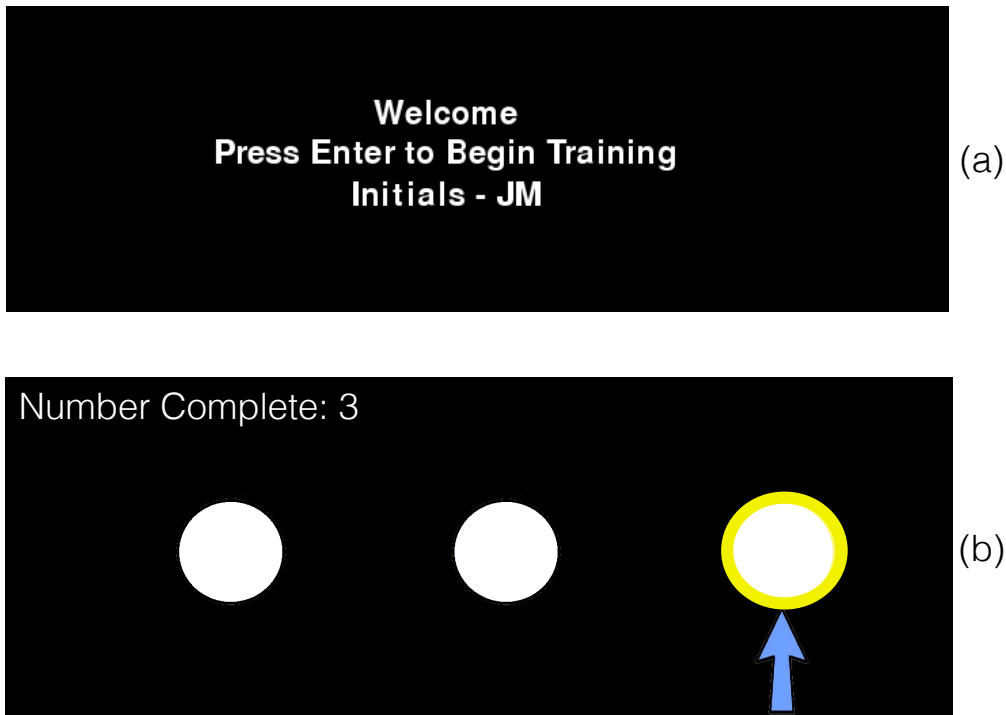 Welcome
Press Enter to Begin Training
Initials - JM
(a)
Number Complete: 3
(b)